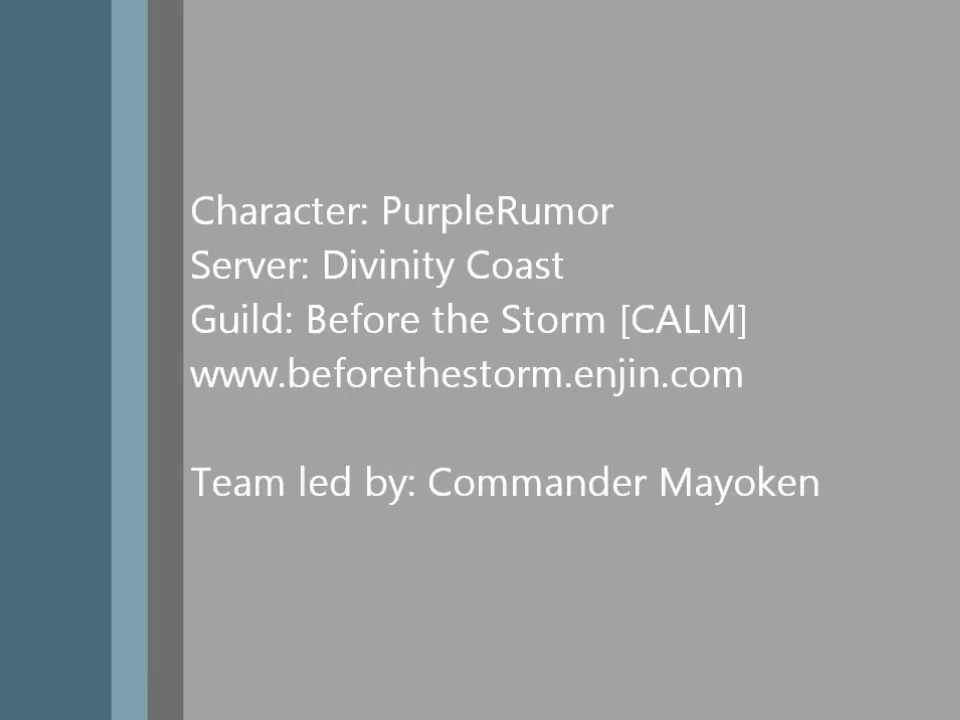 Character: PurpleRumor
Server: Divinity Coast
Guild: Before the Storm [CALM]
www.beforethestorm.enjin.com
Team led by: Commander Mayoken